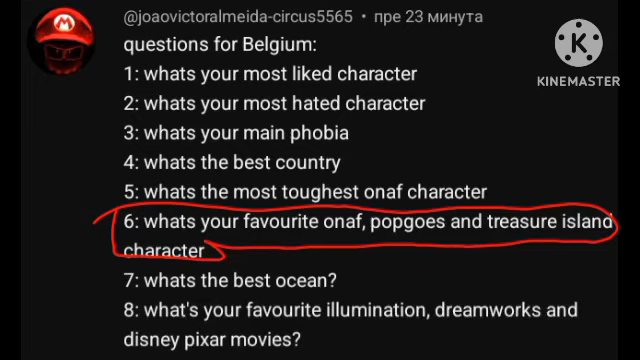 @joaovictoralmeida-circus5565 • пре 23 минута
questions for Belgium:
1: whats your most liked character
2: whats your most hated character
3: whats your main phobia
4: whats the best country
5: whats the most toughest onaf character
6: whats your favourite onaf, popgoes and treasure island
character
7: whats the best ocean?
8: what's your favourite illumination, dreamworks and
disney pixar movies?
M
K
KINEMASTER